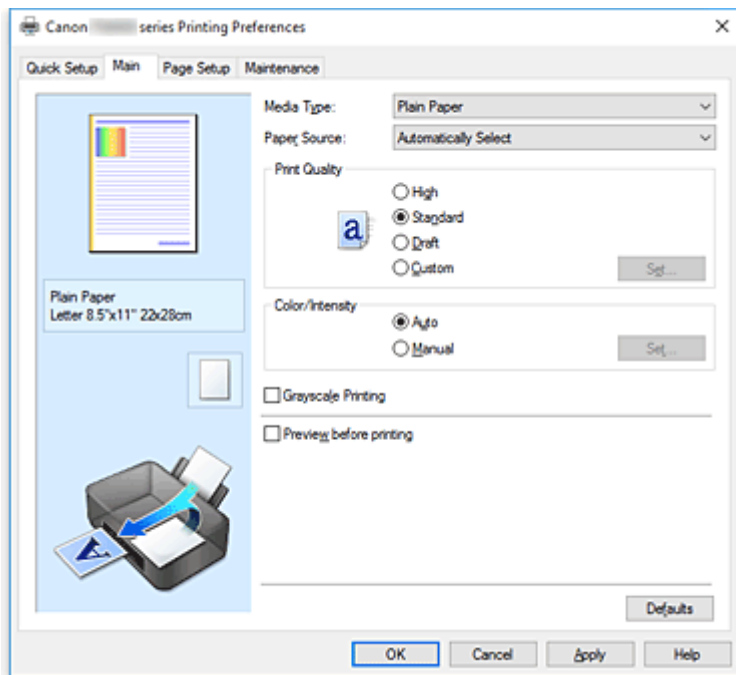 Canon series Printing Preferences
Quick Setup Main Page Setup Maintenance
Media Type: Plain Paper
Paper Source: Automatically Select
Print Quality
High
a
Standard
Draft
Custom Set...
Plain Paper
Letter 8.5"x11" 22x28cm
Color/Intensity
Auto
Manual Set...
Grayscale Printing
Preview before printing
A
Defaults
OK Cancel Apply Help